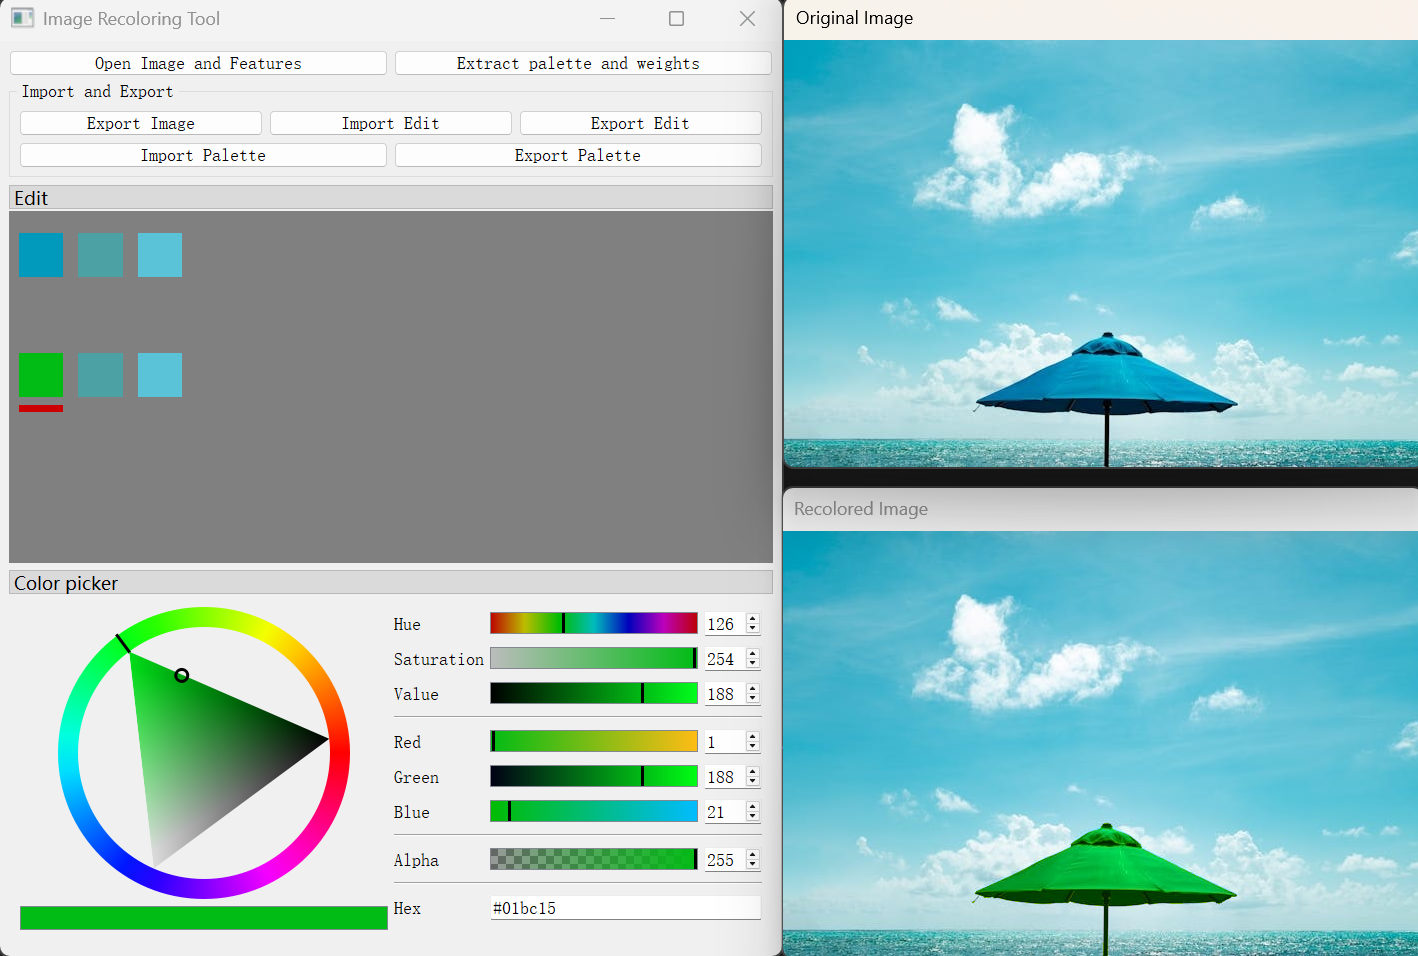 Image Recoloring Tool
Open Image and Features
Extract palette and weights
Import and Export
Export Image
Import Edit
Export Edit
Import Palette
Export Palette
Edit
Color picker
Hue 126
Saturation 254
Value 188
Red 1
Green 188
Blue 21
Alpha 255
Hex #01bc15
Original Image
Recolored Image